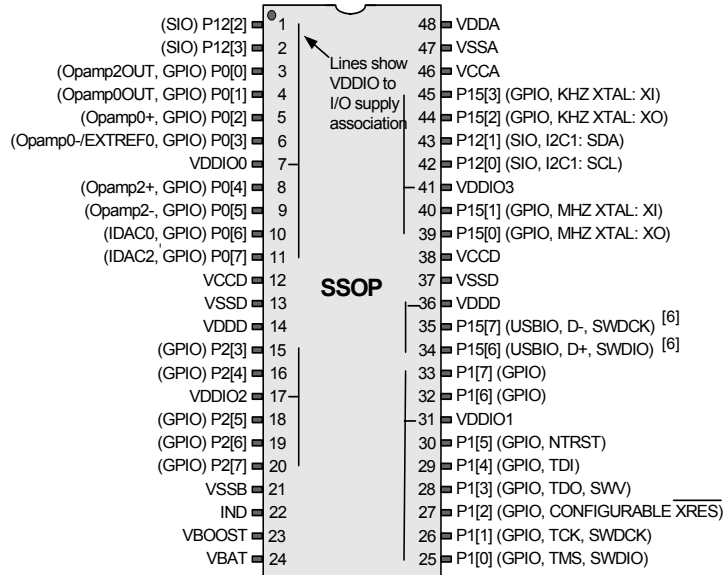 (SIO) P12[2] 1 48 VDDA
(SIO) P12[3] 2 47 VSSA
(Opamp2OUT, GPIO) P0[0] 3 46 VCCA
(Opamp0OUT, GPIO) P0[1] 4 45 P15[3] (GPIO, KHZ XTAL: XI)
(Opamp0+, GPIO) P0[2] 5 44 P15[2] (GPIO, KHZ XTAL: XO)
(Opamp0-/EXTREF0, GPIO) P0[3] 6 43 P12[1] (SIO, I2C1: SDA)
VDDIO0 7 42 P12[0] (SIO, I2C1: SCL)
(Opamp2+, GPIO) P0[4] 8 41 VDDIO3
(Opamp2-, GPIO) P0[5] 9 40 P15[1] (GPIO, MHZ XTAL: XI)
(IDAC0, GPIO) P0[6] 10 39 P15[0] (GPIO, MHZ XTAL: XO)
(IDAC2, GPIO) P0[7] 11 38 VCCD
VCCD 12 37 VSSD
VSSD 13 36 VDDD
VDDD 14 35 P15[7] (USBIO, D-, SWDCK) [6]
(GPIO) P2[3] 15 34 P15[6] (USBIO, D+, SWDIO) [6]
(GPIO) P2[4] 16 33 P1[7] (GPIO)
VDDIO2 17 32 P1[6] (GPIO)
(GPIO) P2[5] 18 31 VDDIO1
(GPIO) P2[6] 19 30 P1[5] (GPIO, NTRST)
(GPIO) P2[7] 20 29 P1[4] (GPIO, TDI)
VSSB 21 28 P1[3] (GPIO, TDO, SWV)
IND 22 27 P1[2] (GPIO, CONFIGURABLE XRES)
VBOOST 23 26 P1[1] (GPIO, TCK, SWDCK)
VBAT 24 25 P1[0] (GPIO, TMS, SWDIO)
Lines show
VDDIO to
I/O supply
association
SSOP